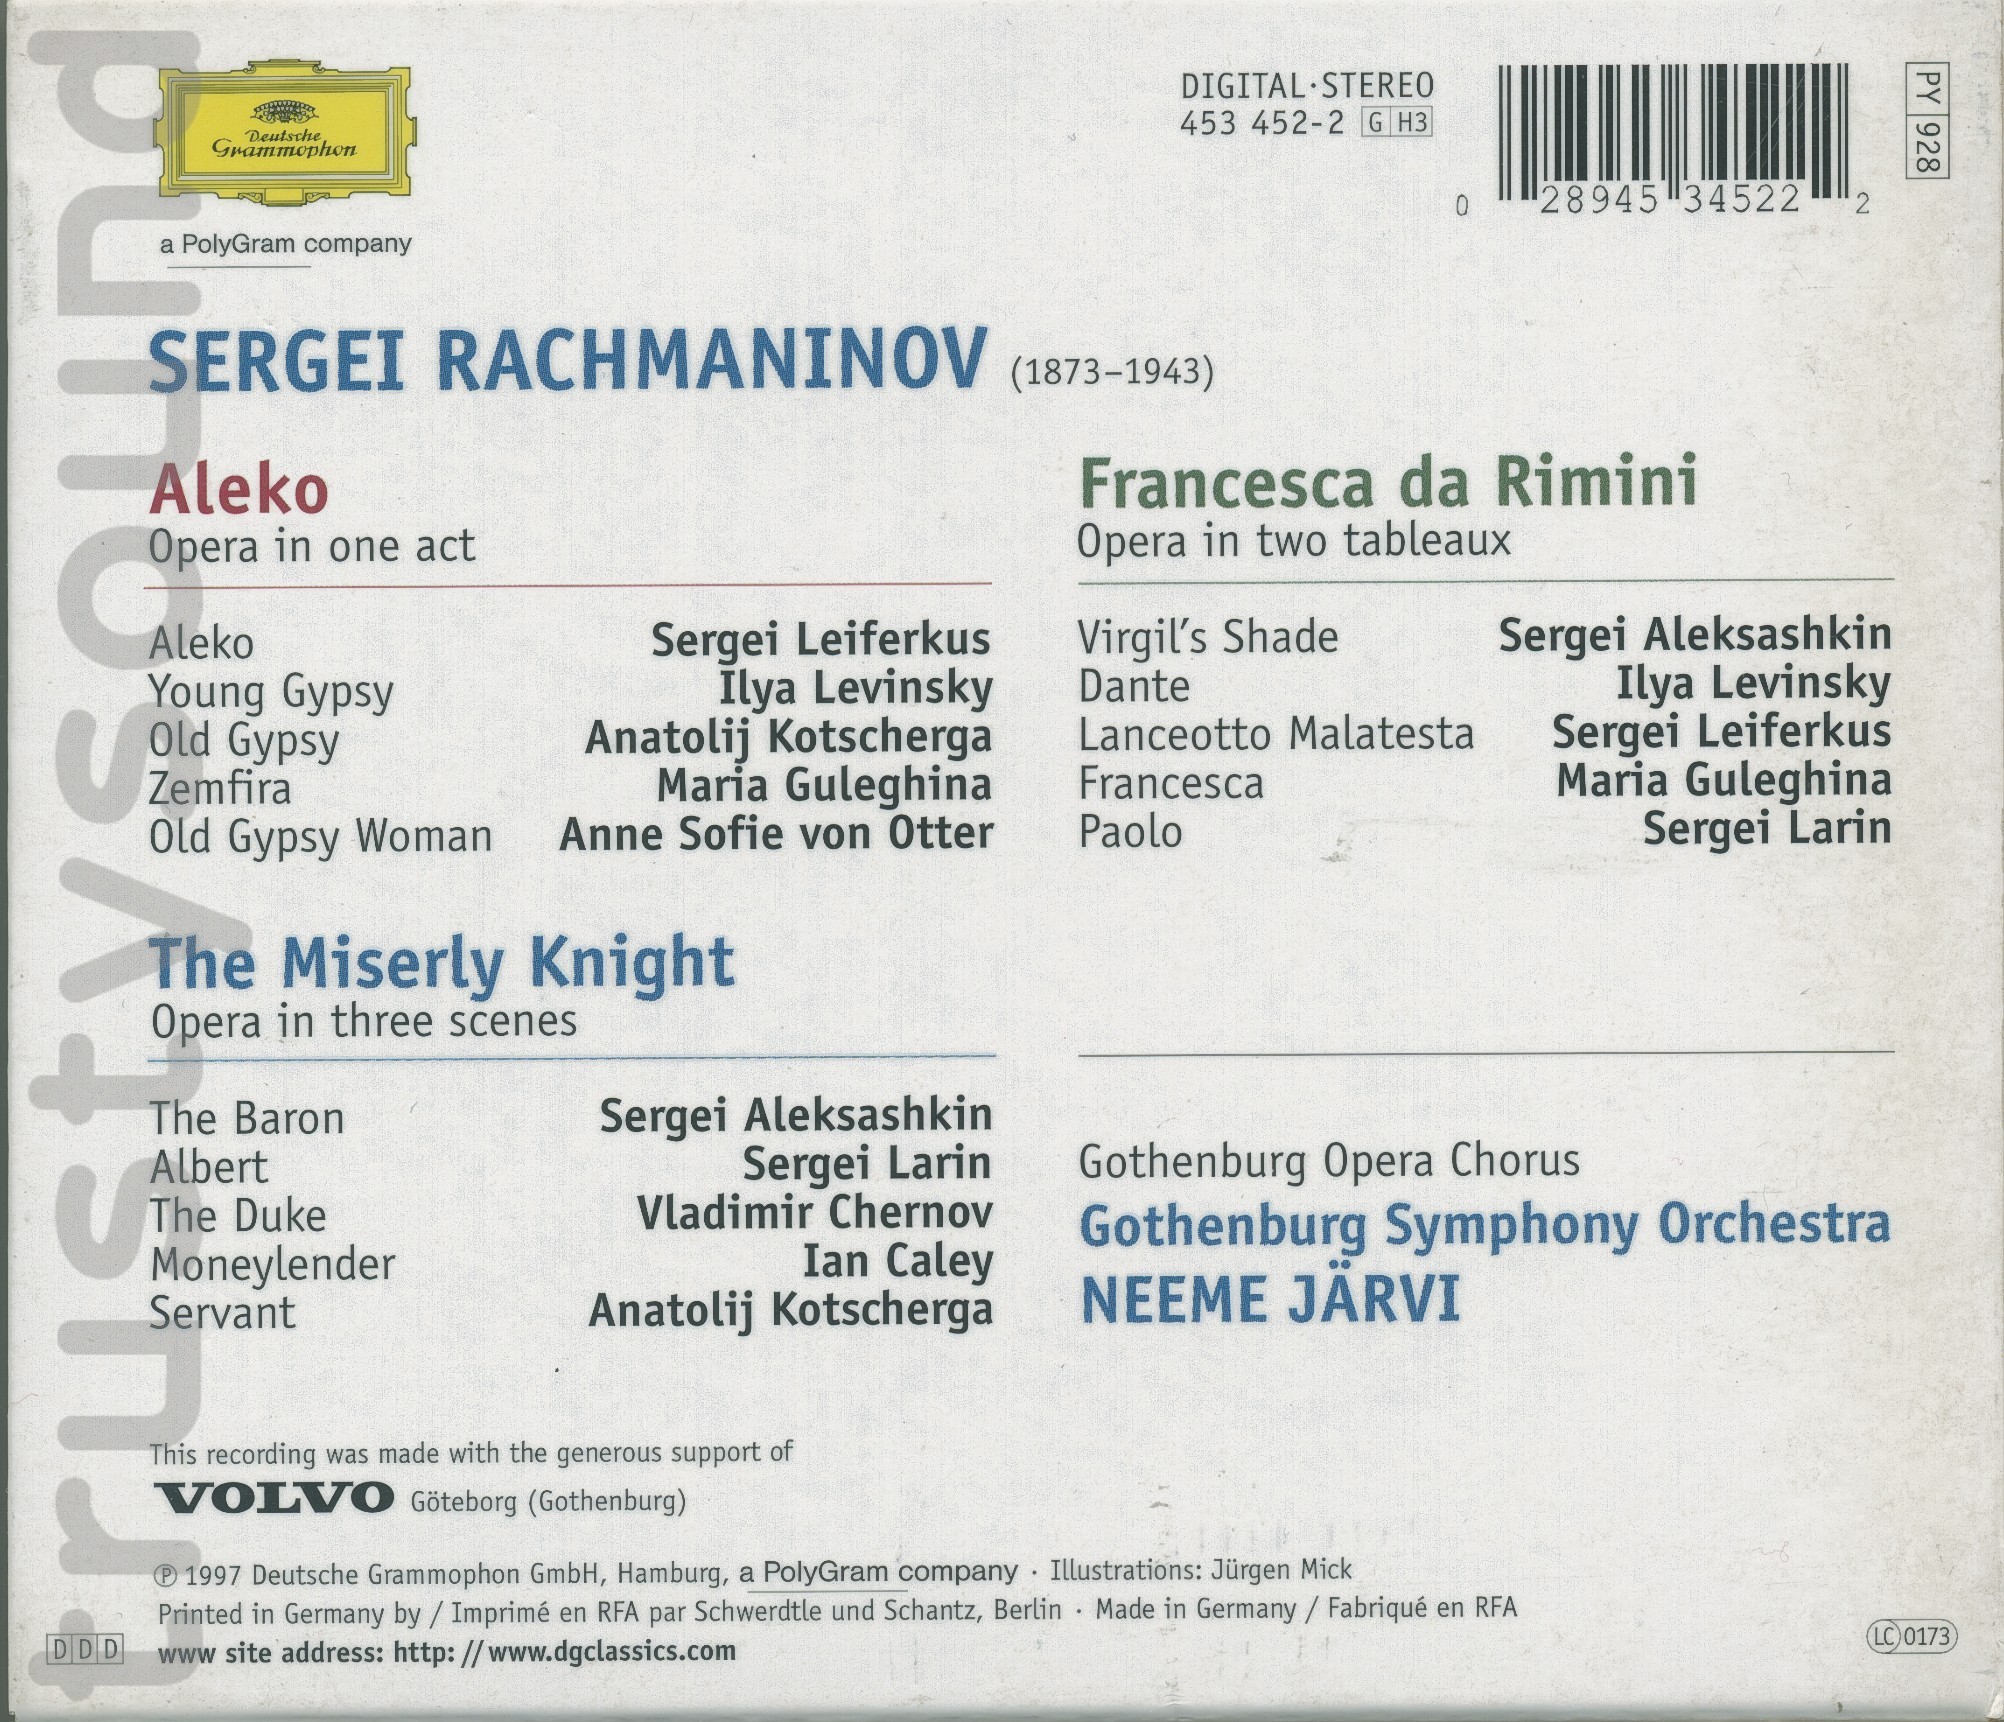 Deutsche
Grammophon
a PolyGram company
DIGITAL·STEREO
453 452-2 G H3
0 28945 34522 2
PY 928
SERGEI RACHMANINOV (1873–1943)
Aleko
Opera in one act
Aleko Sergei Leiferkus
Young Gypsy Ilya Levinsky
Old Gypsy Anatolij Kotscherga
Zemfira Maria Guleghina
Old Gypsy Woman Anne Sofie von Otter
The Miserly Knight
Opera in three scenes
The Baron Sergei Aleksashkin
Albert Sergei Larin
The Duke Vladimir Chernov
Moneylender Ian Caley
Servant Anatolij Kotscherga
Francesca da Rimini
Opera in two tableaux
Virgil's Shade Sergei Aleksashkin
Dante Ilya Levinsky
Lanceotto Malatesta Sergei Leiferkus
Francesca Maria Guleghina
Paolo Sergei Larin
Gothenburg Opera Chorus
Gothenburg Symphony Orchestra
NEEME JÄRVI
This recording was made with the generous support of
VOLVO Göteborg (Gothenburg)
℗ 1997 Deutsche Grammophon GmbH, Hamburg, a PolyGram company · Illustrations: Jürgen Mick
Printed in Germany by / Imprimé en RFA par Schwerdtle und Schantz, Berlin · Made in Germany / Fabriqué en RFA
DDD www site address: http: // www.dgclassics.com
LC 0173
trustysound